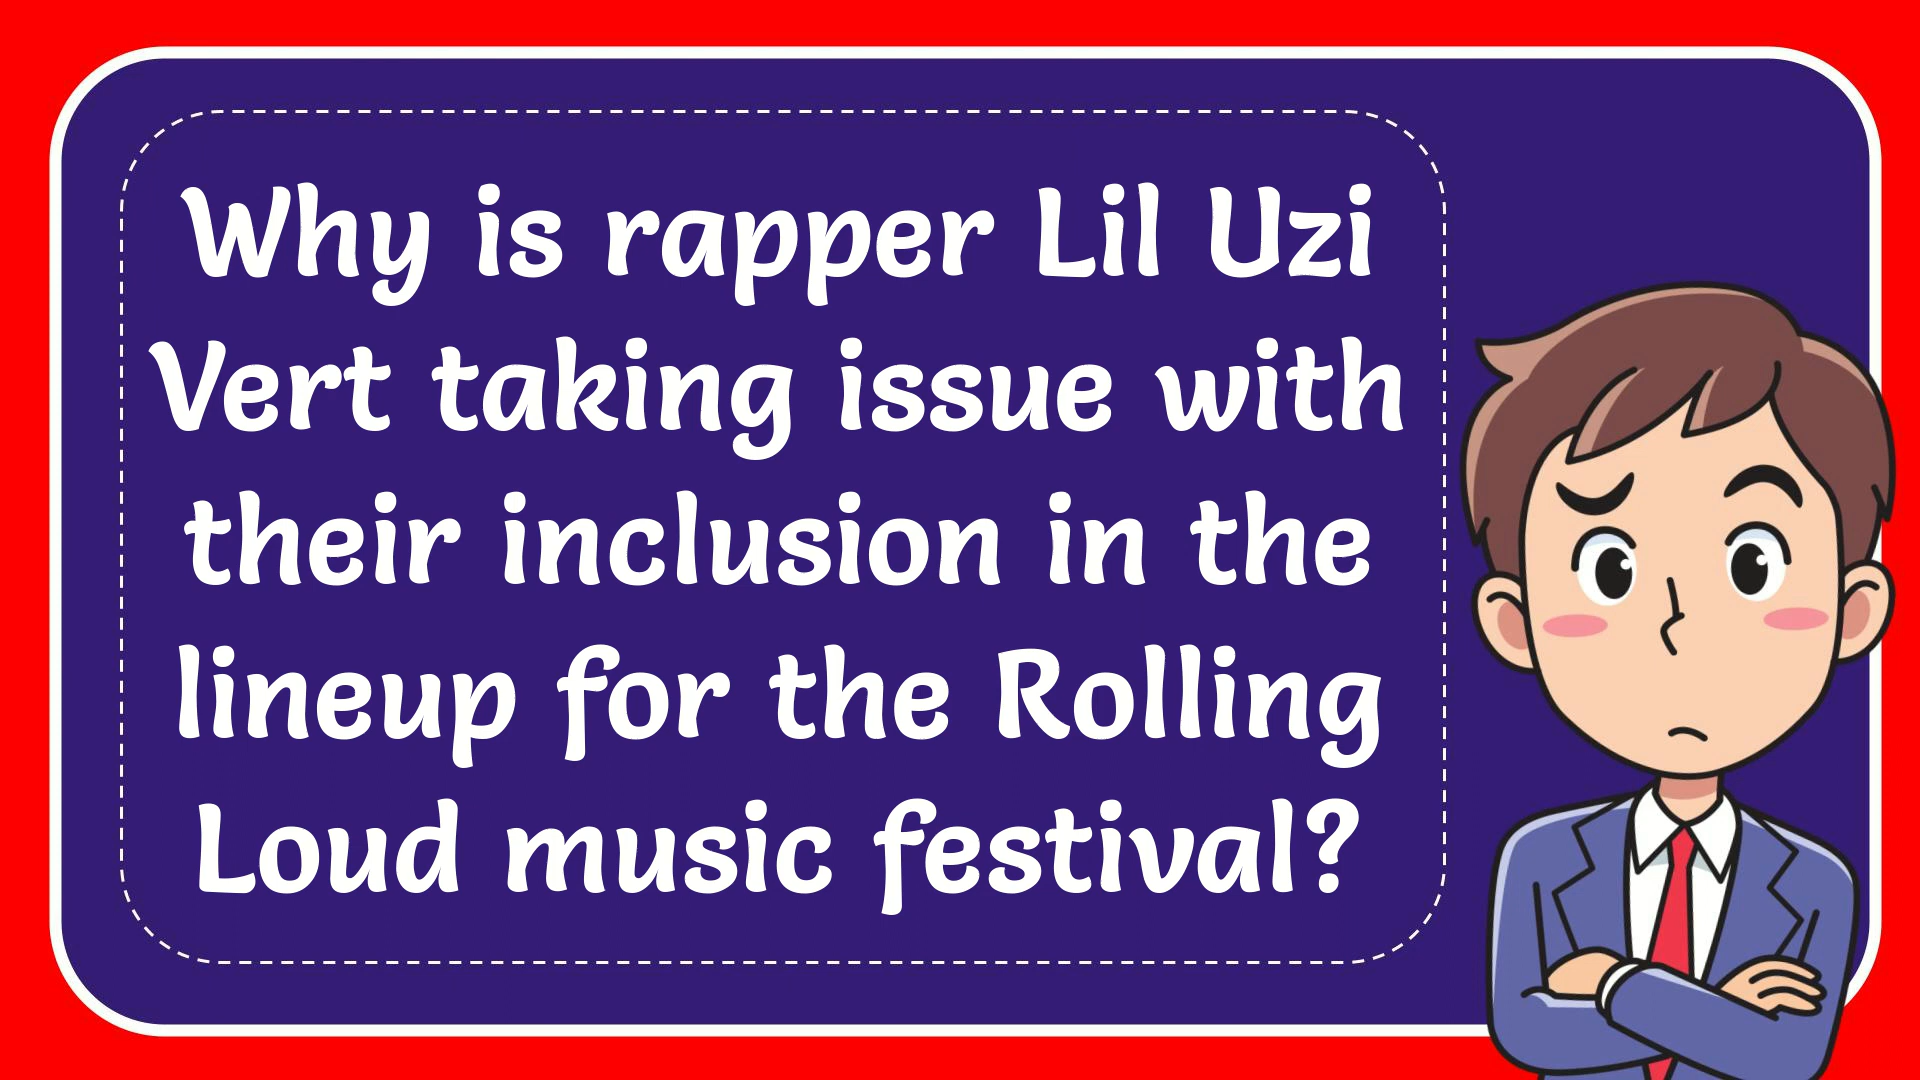 Why is rapper Lil Uzi
Vert taking issue with
their inclusion in the
lineup for the Rolling
Loud music festival?